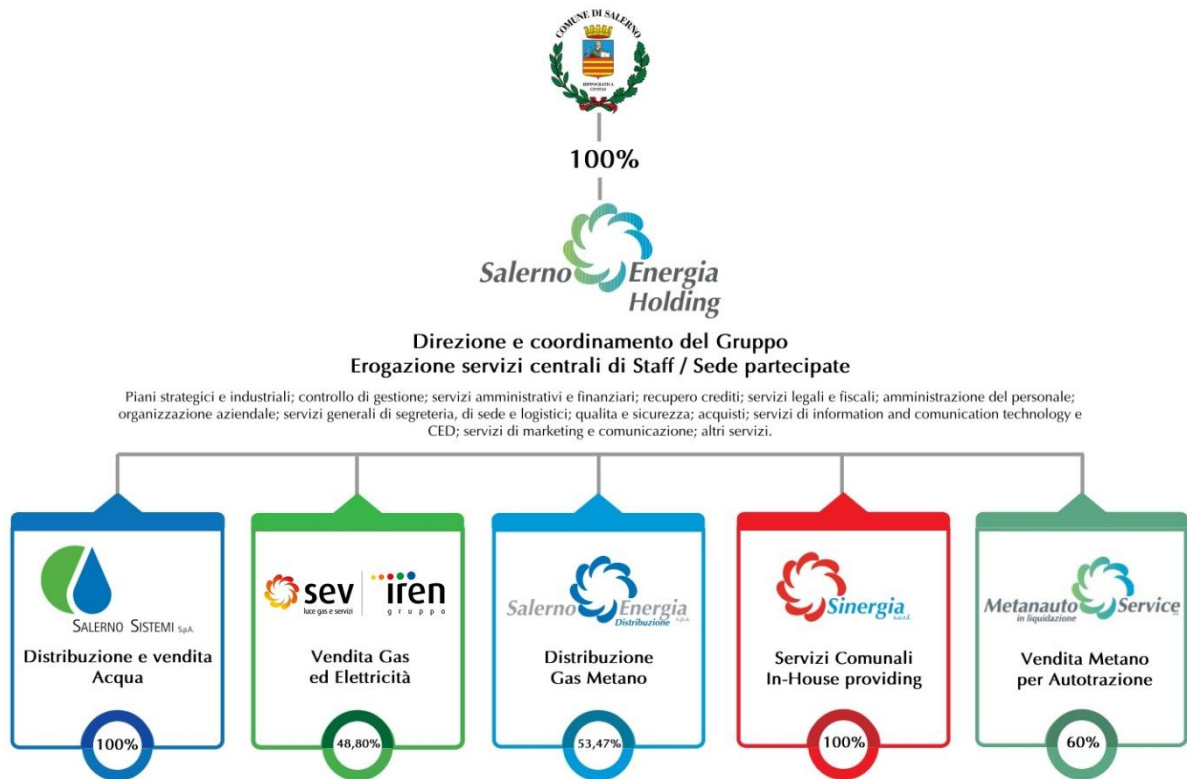 COMUNE DI SALERNO
HIPPOCRATICA
CIVITAS
100%
Salerno Energia
Holding
Direzione e coordinamento del Gruppo
Erogazione servizi centrali di Staff / Sede partecipate
Piani strategici e industriali; controllo di gestione; servizi amministrativi e finanziari; recupero crediti; servizi legali e fiscali; amministrazione del personale;
organizzazione aziendale; servizi generali di segreteria, di sede e logistici; qualita e sicurezza; acquisti; servizi di information and comunication technology e
CED; servizi di marketing e comunicazione; altri servizi.
SALERNO SISTEMI S.p.A.
Distribuzione e vendita
Acqua
100%
sev
luce gas e servizi
iren
gruppo
Vendita Gas
ed Elettricità
48,80%
Salerno Energia
Distribuzione s.p.a.
Distribuzione
Gas Metano
53,47%
Sinergia
s.u.r.l.
Servizi Comunali
In-House providing
100%
Metanauto Service
in liquidazione
Vendita Metano
per Autotrazione
60%